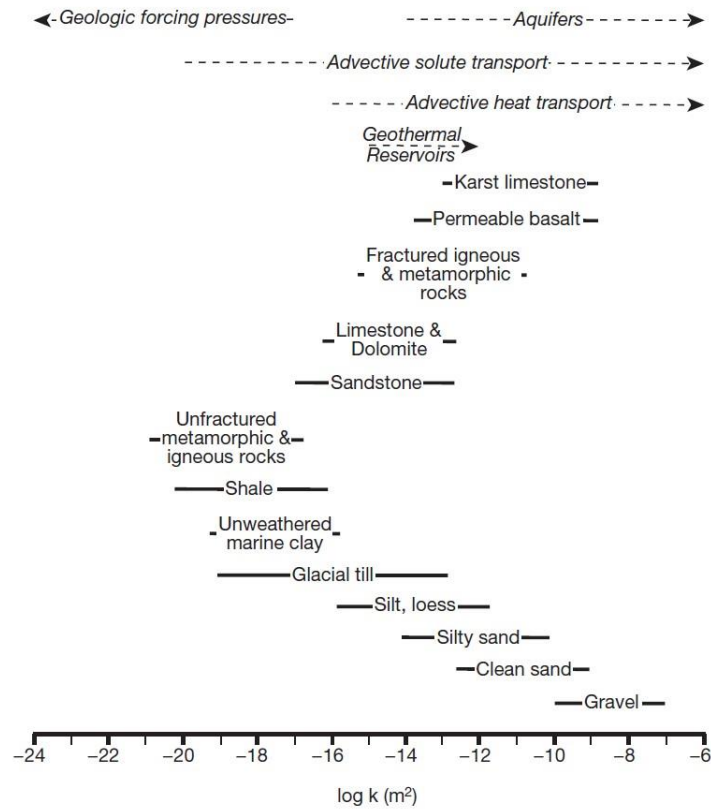 Geologic forcing pressures
Aquifers
Advective solute transport
Advective heat transport
Geothermal
Reservoirs
Karst limestone
Permeable basalt
Fractured igneous
& metamorphic
rocks
Limestone &
Dolomite
Sandstone
Unfractured
metamorphic &
igneous rocks
Shale
Unweathered
marine clay
Glacial till
Silt, loess
Silty sand
Clean sand
Gravel
−24 −22 −20 −18 −16 −14 −12 −10 −8 −6
log k (m²)